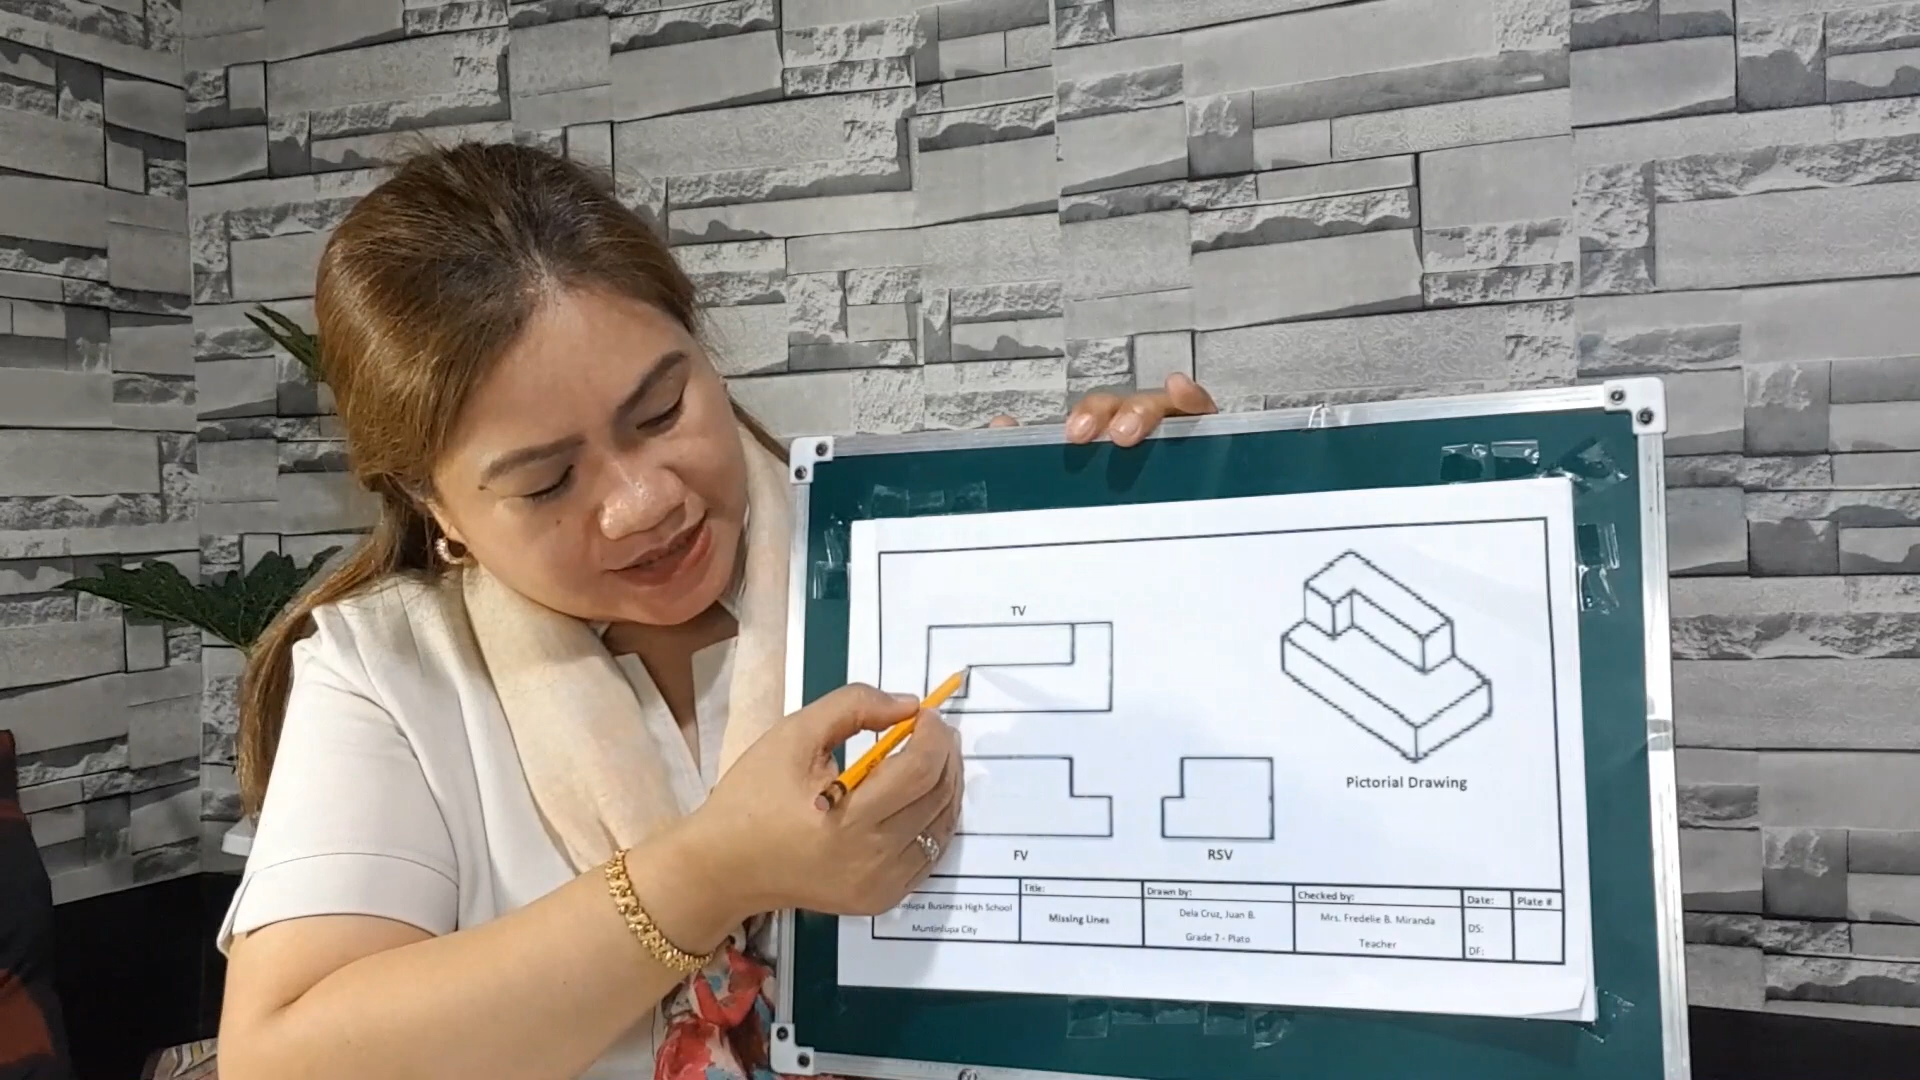 TV
Pictorial Drawing
FV
RSV
Title:
Drawn by:
Checked by:
Date:
Plate #
Business High School
Muntinlupa City
Missing Lines
Dela Cruz, Juan B.
Grade 7 - Plato
Mrs. Fredelie B. Miranda
Teacher
DS:
DF: